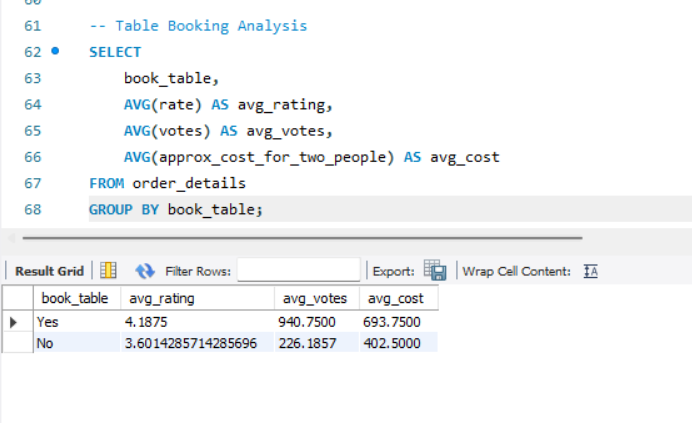 61 -- Table Booking Analysis
62 SELECT
63 book_table,
64 AVG(rate) AS avg_rating,
65 AVG(votes) AS avg_votes,
66 AVG(approx_cost_for_two_people) AS avg_cost
67 FROM order_details
68 GROUP BY book_table;
Result Grid Filter Rows: Export: Wrap Cell Content: IA
book_table avg_rating avg_votes avg_cost
Yes 4.1875 940.7500 693.7500
No 3.6014285714285696 226.1857 402.5000